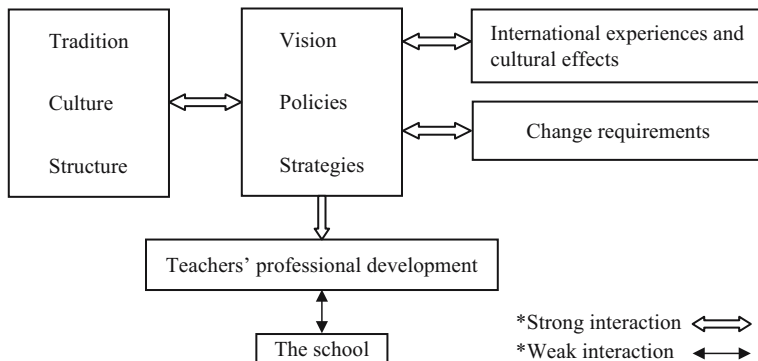 Tradition
Culture
Structure
Vision
Policies
Strategies
International experiences and
cultural effects
Change requirements
Teachers’ professional development
The school
*Strong interaction
*Weak interaction